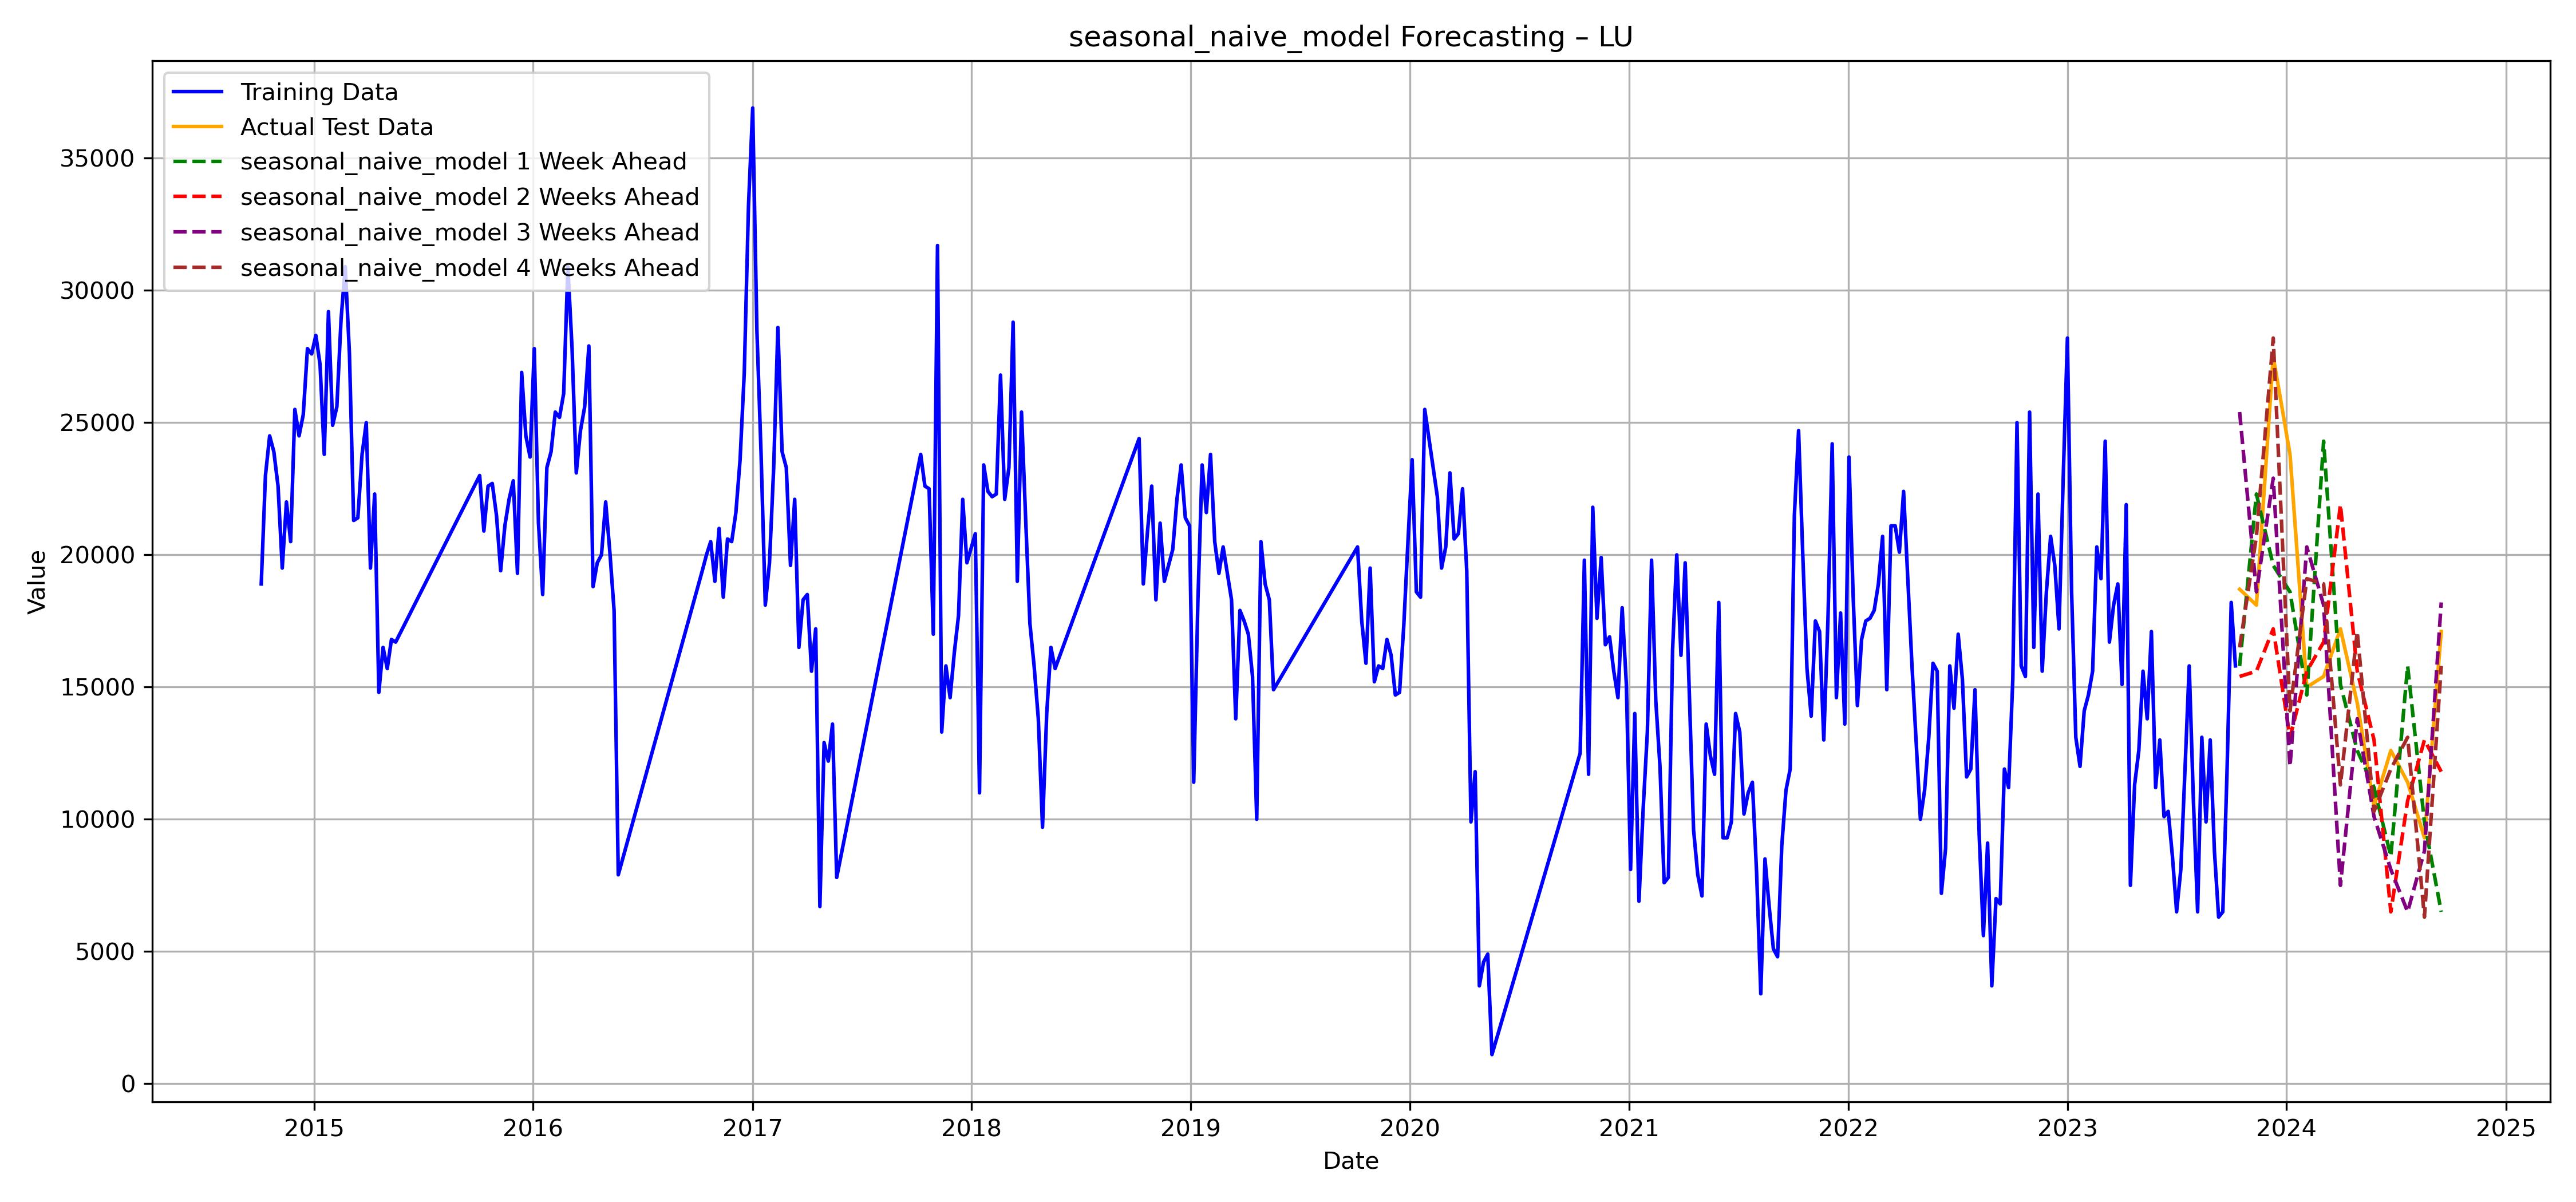 seasonal_naive_model Forecasting – LU
Training Data
Actual Test Data
seasonal_naive_model 1 Week Ahead
seasonal_naive_model 2 Weeks Ahead
seasonal_naive_model 3 Weeks Ahead
seasonal_naive_model 4 Weeks Ahead
Value
35000
30000
25000
20000
15000
10000
5000
0
2015
2016
2017
2018
2019
2020
2021
2022
2023
2024
2025
Date